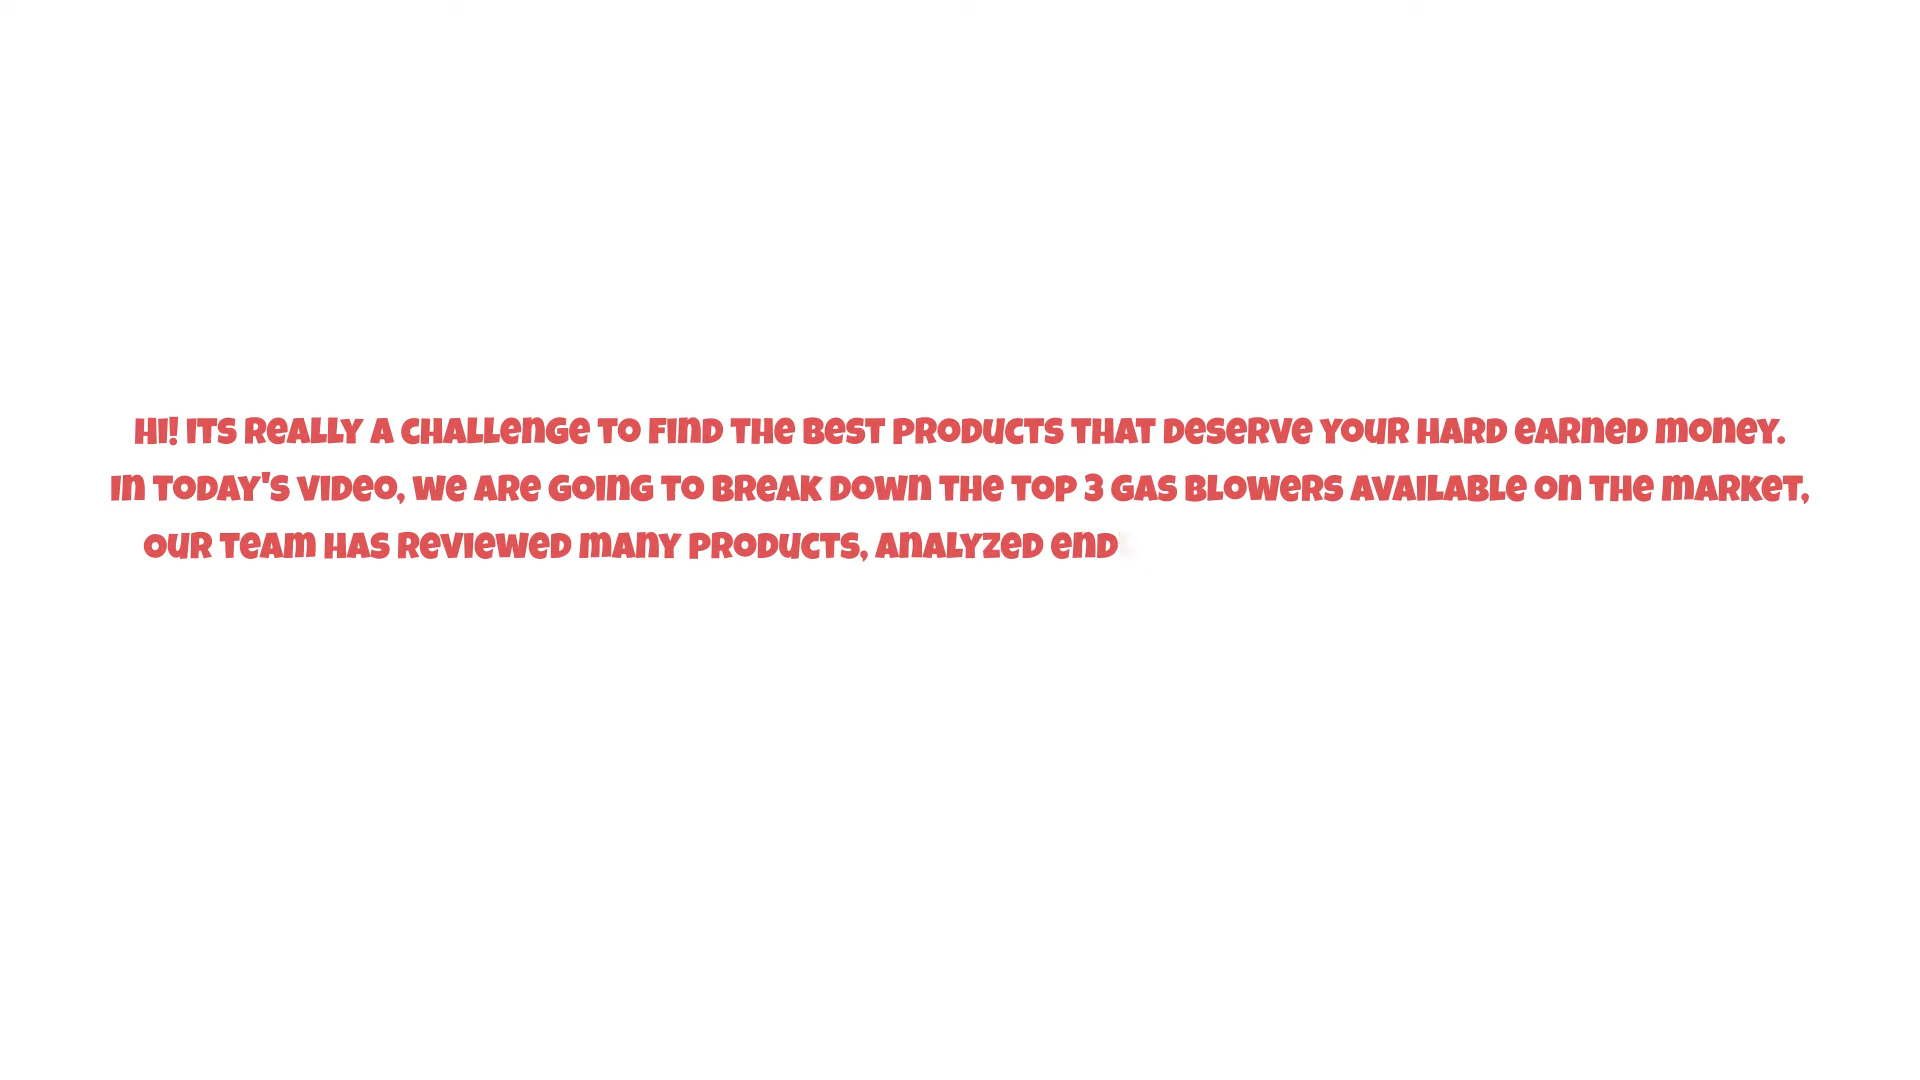 Hi! Its really a challenge to find the best products that deserve your hard earned money.
In today's video, we are going to break down the top 3 gas blowers available on the market,
our team has reviewed many products, analyzed end